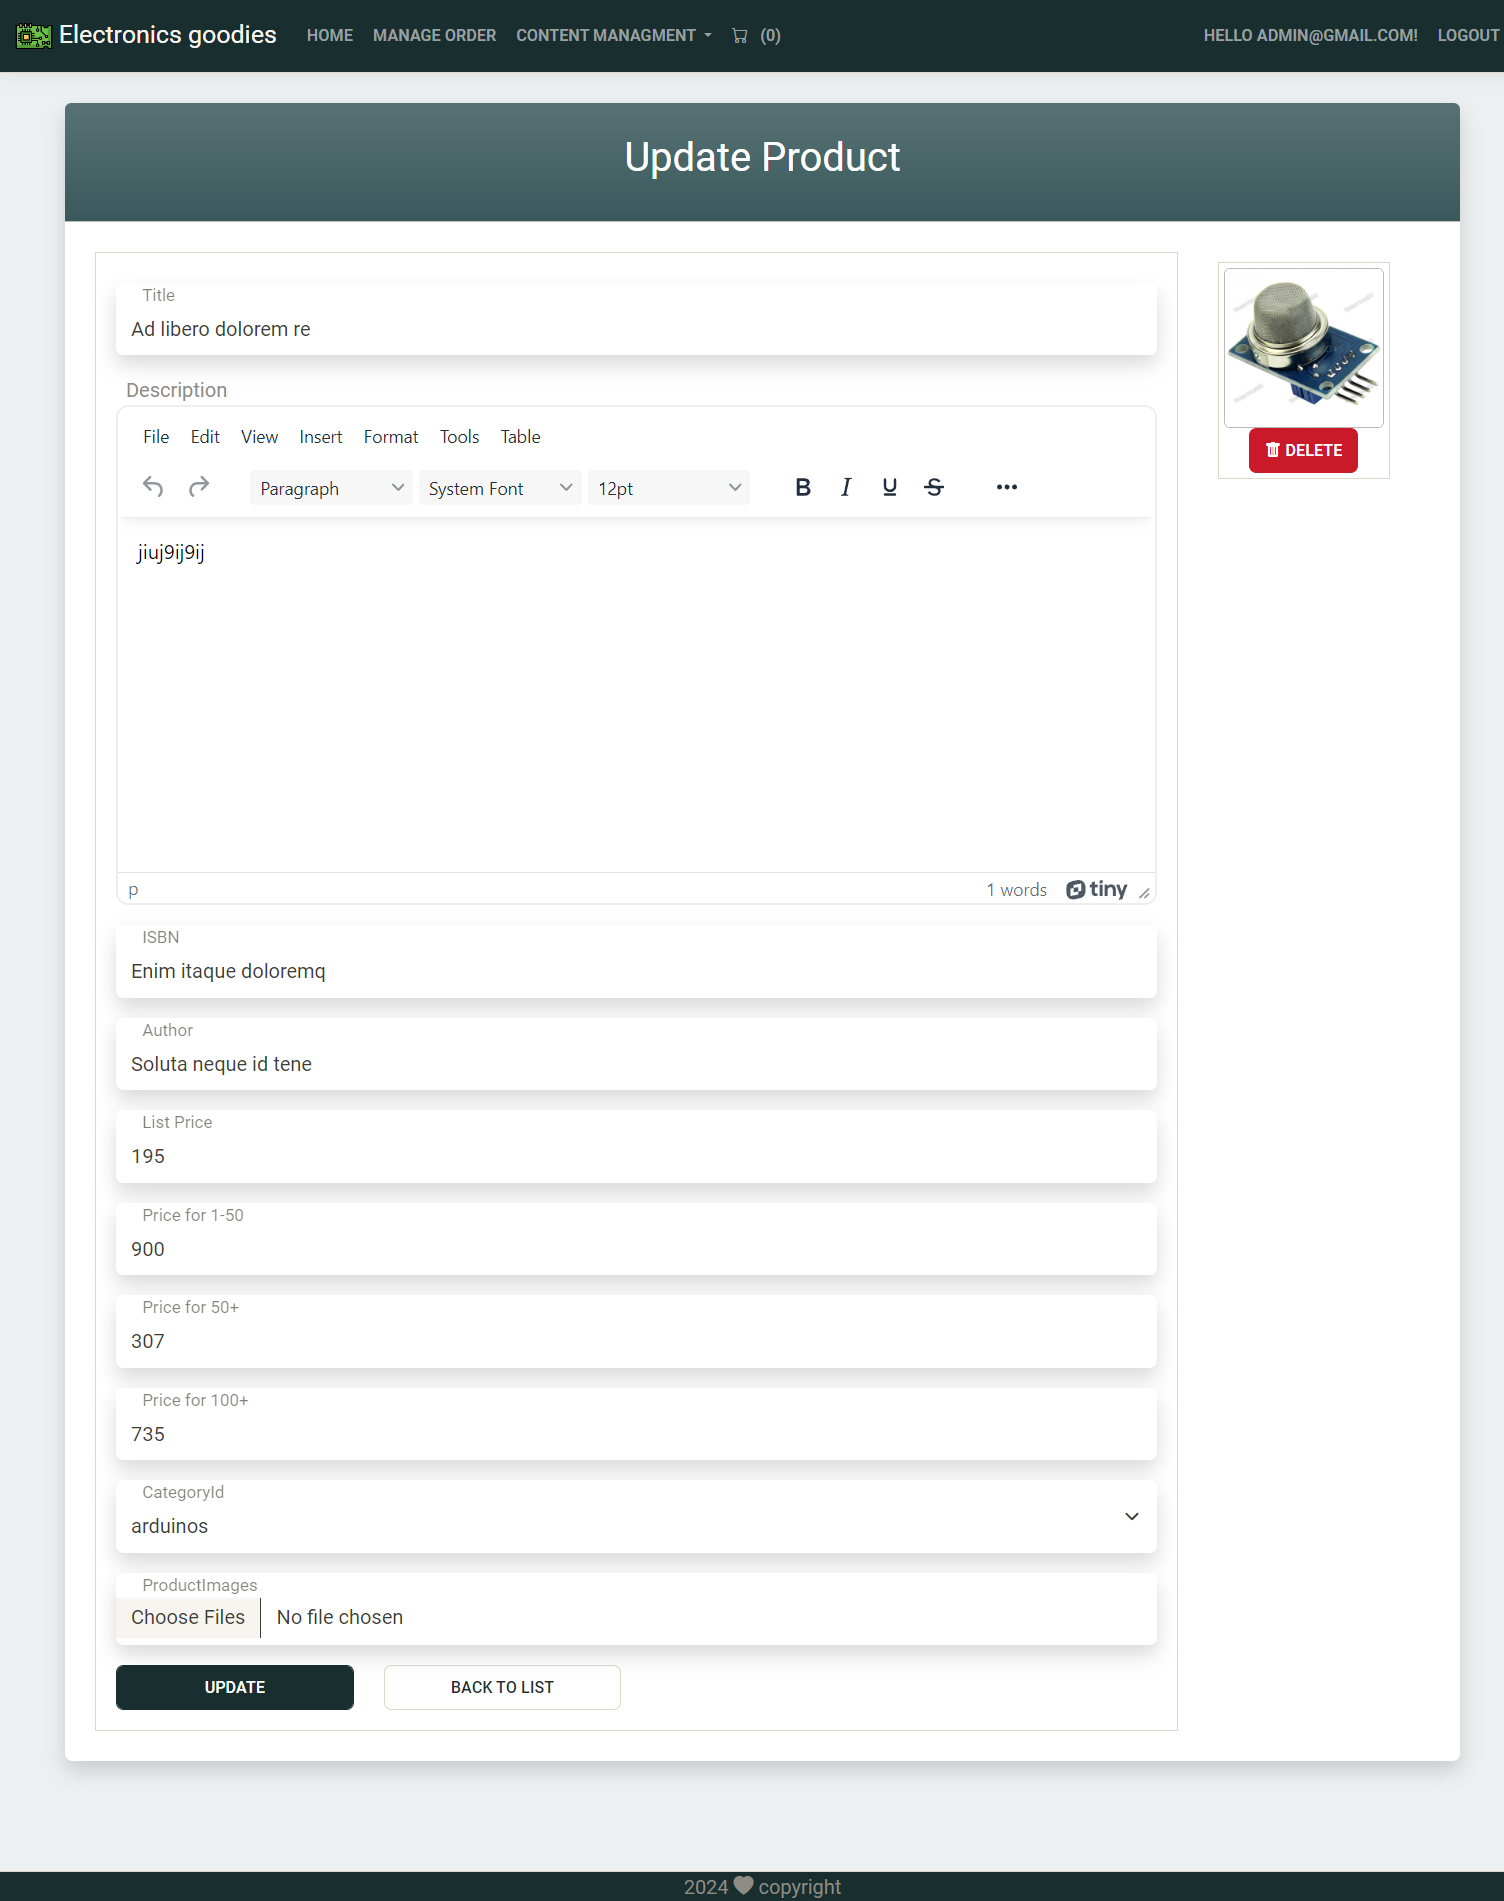 Electronics goodies HOME MANAGE ORDER CONTENT MANAGMENT (0) HELLO ADMIN@GMAIL.COM! LOGOUT
Update Product
Title
Ad libero dolorem re
Description
File Edit View Insert Format Tools Table
Paragraph System Font 12pt B I U S
jiuj9ij9ij
p 1 words tiny
DELETE
ISBN
Enim itaque doloremq
Author
Soluta neque id tene
List Price
195
Price for 1-50
900
Price for 50+
307
Price for 100+
735
CategoryId
arduinos
ProductImages
Choose Files No file chosen
UPDATE BACK TO LIST
2024 copyright